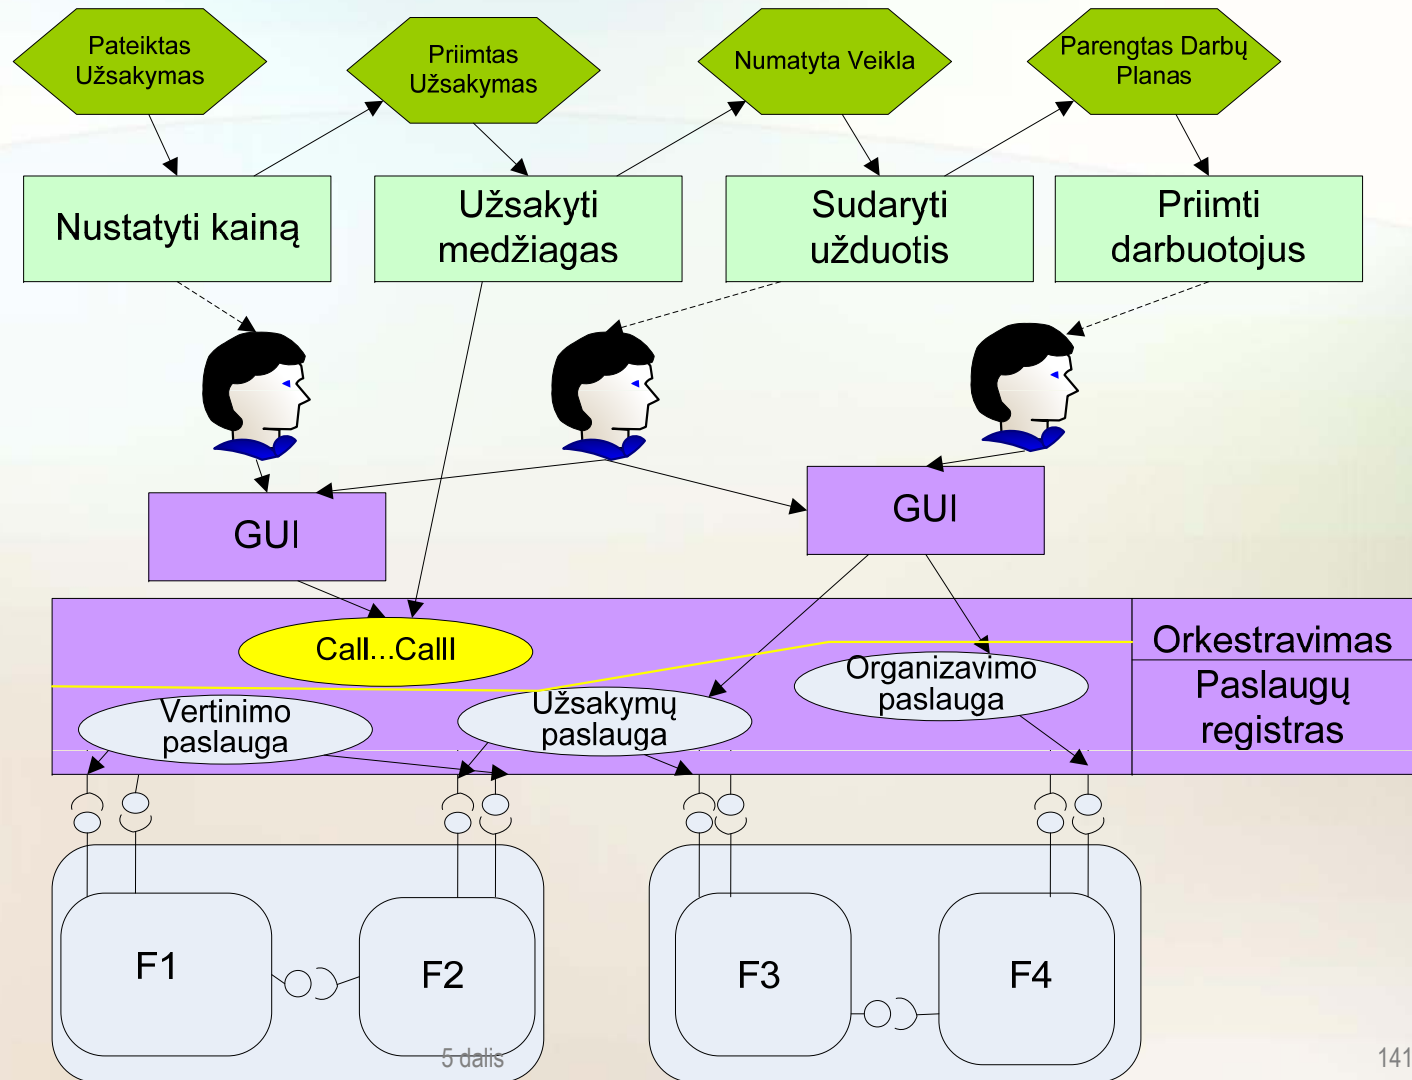 Pateiktas
Užsakymas
Priimtas
Užsakymas
Numatyta Veikla
Parengtas Darbų
Planas
Nustatyti kainą
Užsakyti
medžiagas
Sudaryti
užduotis
Priimti
darbuotojus
GUI
GUI
Call...Call
Orkestravimas
Paslaugų
registras
Vertinimo
paslauga
Užsakymų
paslauga
Organizavimo
paslauga
F1
F2
F3
F4
5 dalis
141